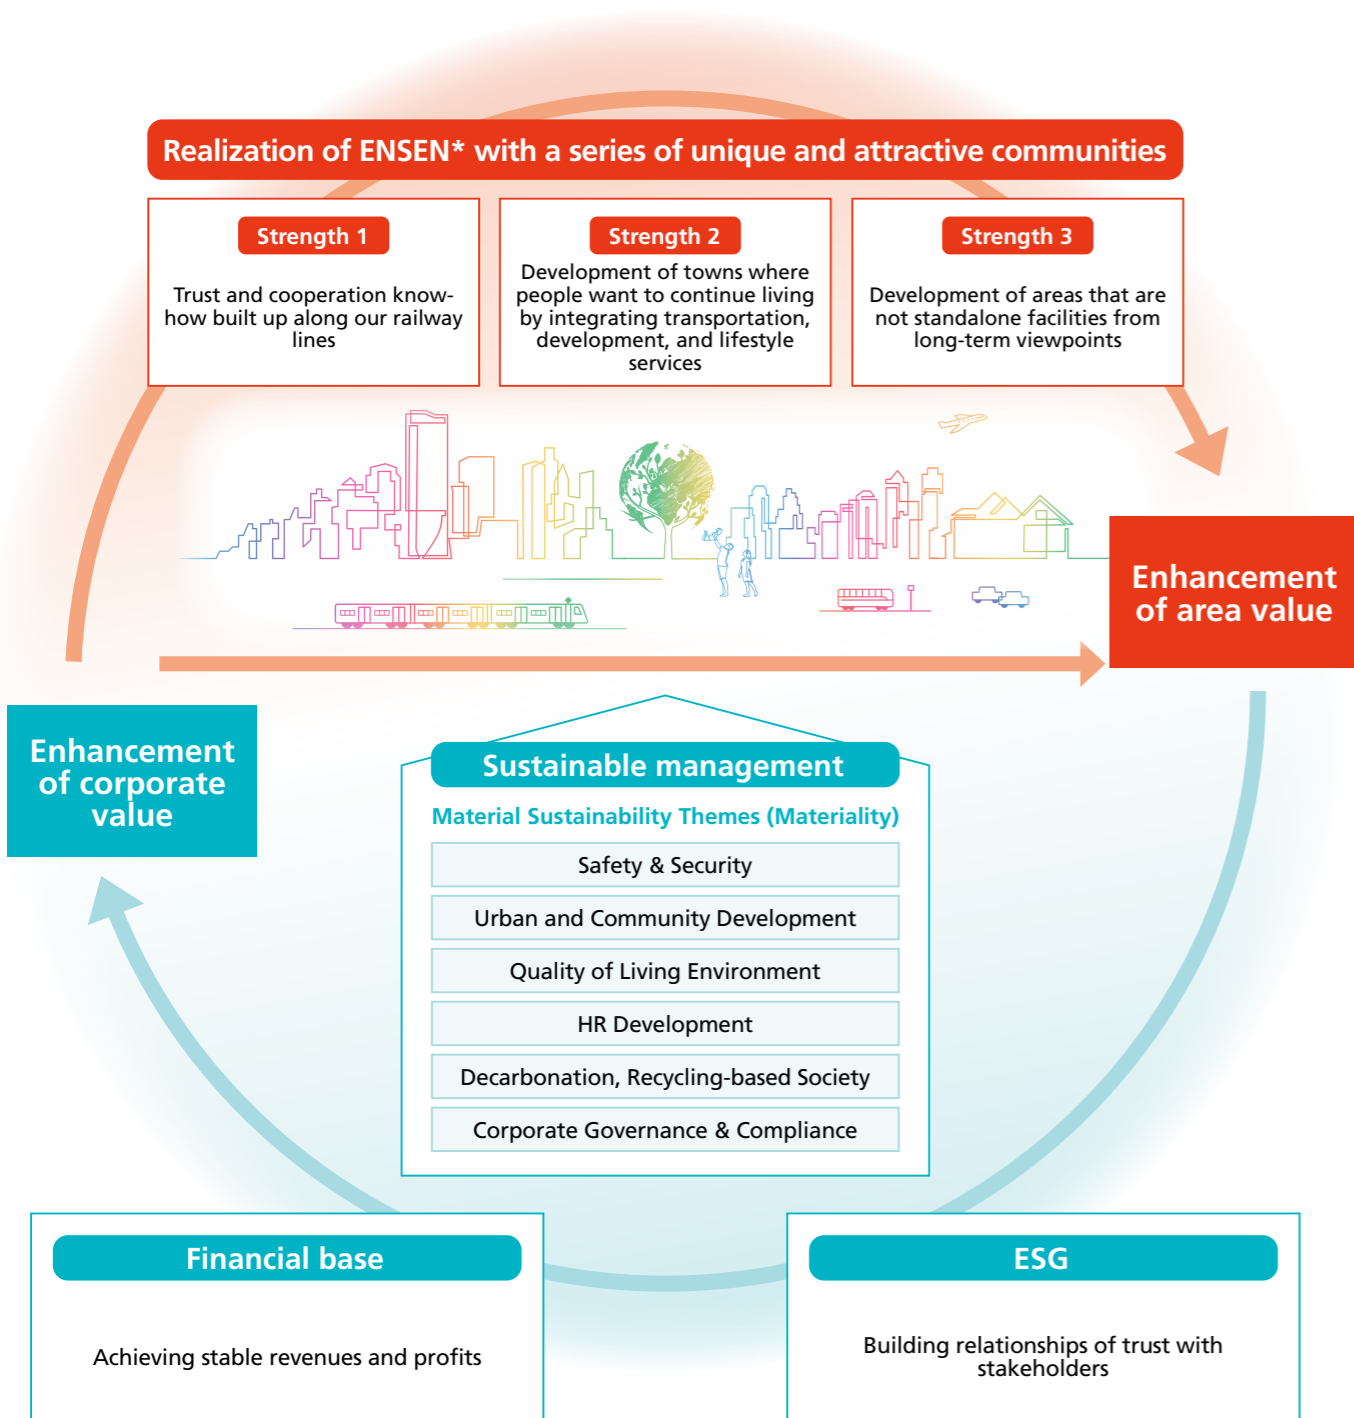 Realization of ENSEN* with a series of unique and attractive communities
Strength 1
Trust and cooperation know-
how built up along our railway
lines
Strength 2
Development of towns where
people want to continue living
by integrating transportation,
development, and lifestyle
services
Strength 3
Development of areas that are
not standalone facilities from
long-term viewpoints
Enhancement
of area value
Enhancement
of corporate
value
Sustainable management
Material Sustainability Themes (Materiality)
Safety & Security
Urban and Community Development
Quality of Living Environment
HR Development
Decarbonation, Recycling-based Society
Corporate Governance & Compliance
Financial base
Achieving stable revenues and profits
ESG
Building relationships of trust with
stakeholders